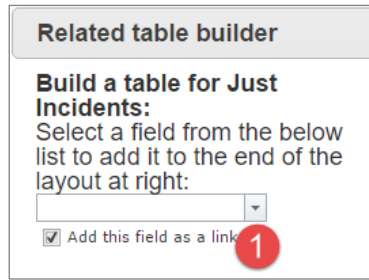 Related table builder
Build a table for Just
Incidents:
Select a field from the below
list to add it to the end of the
layout at right:
Add this field as a link
1